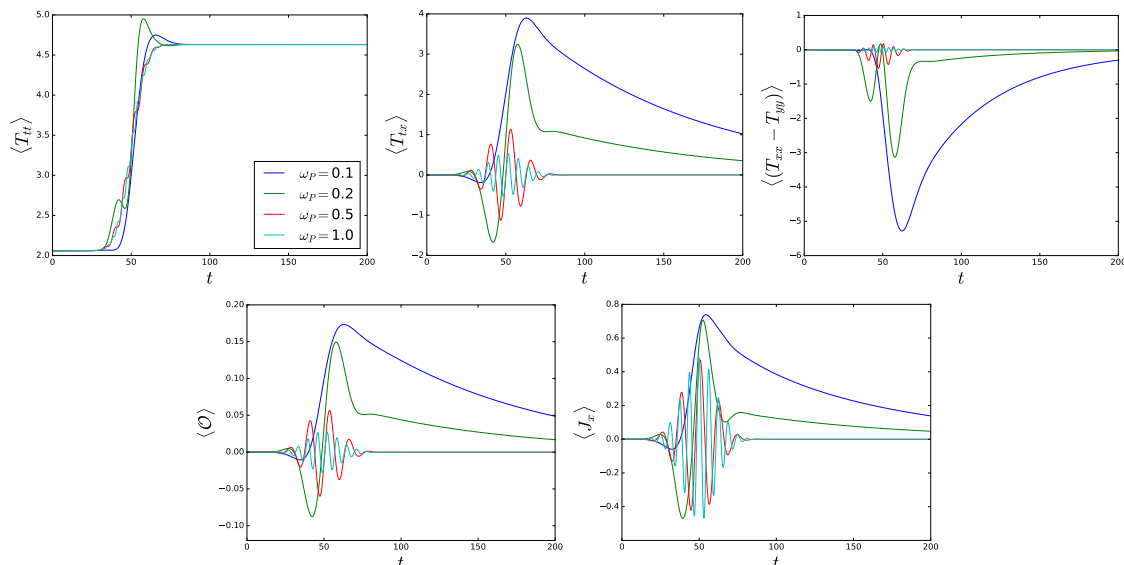 ⟨T_tt⟩
5.0
4.5
4.0
3.5
3.0
2.5
2.0
0 50 100 150 200
t
ω_P = 0.1
ω_P = 0.2
ω_P = 0.5
ω_P = 1.0
⟨T_tx⟩
4
3
2
1
0
−1
−2
0 50 100 150 200
t
⟨(T_xx − T_yy)⟩
1
0
−1
−2
−3
−4
−5
−6
0 50 100 150 200
t
⟨𝒪⟩
0.20
0.15
0.10
0.05
0.00
−0.05
−0.10
0 50 100 150 200
t
⟨J_x⟩
0.8
0.6
0.4
0.2
0.0
−0.2
−0.4
0 50 100 150 200
t